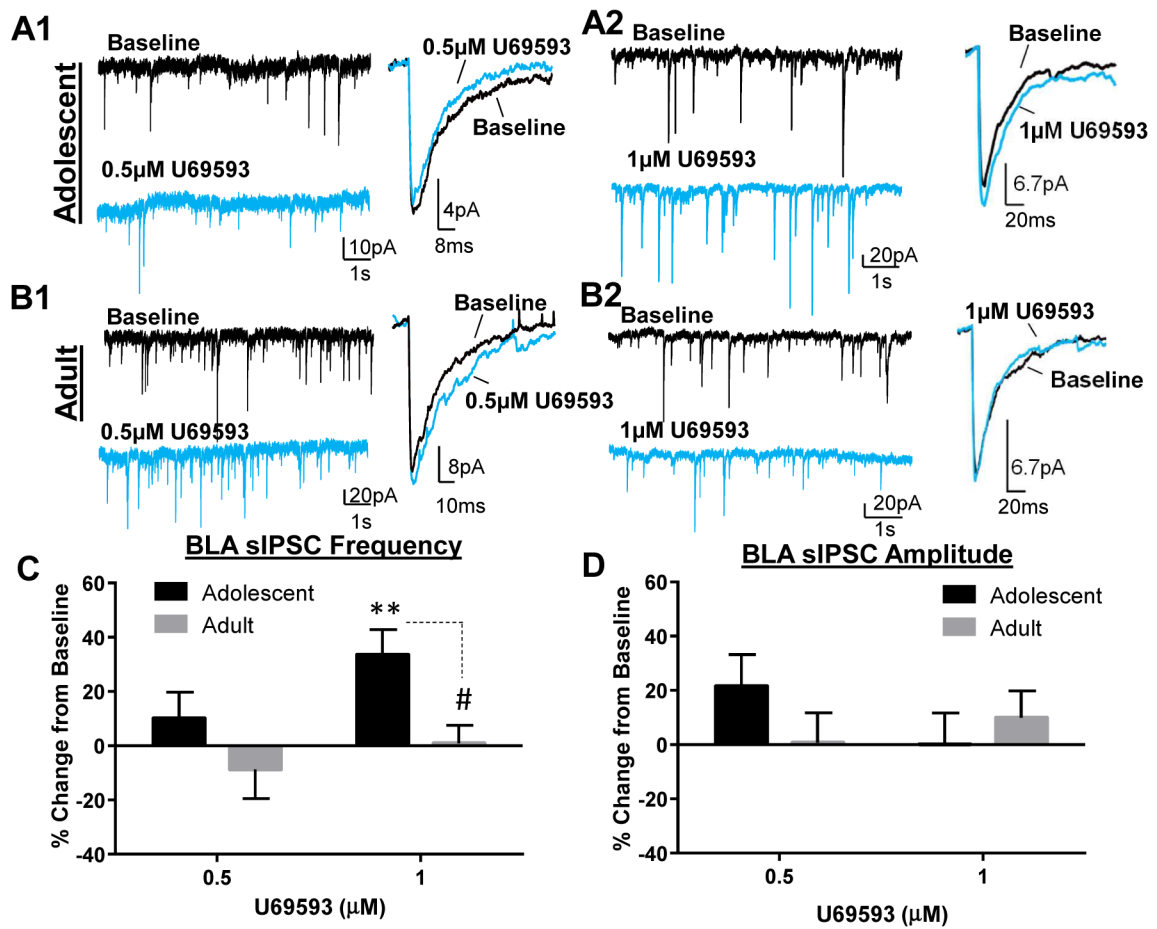 A1
A2
Adolescent
Baseline
0.5µM U69593
Baseline
0.5µM U69593
4pA
8ms
10pA
1s
Baseline
Baseline
1µM U69593
1µM U69593
6.7pA
20ms
20pA
1s
B1
B2
Adult
Baseline
Baseline
0.5µM U69593
0.5µM U69593
8pA
10ms
20pA
1s
Baseline
1µM U69593
Baseline
1µM U69593
6.7pA
20ms
20pA
1s
C
BLA sIPSC Frequency
% Change from Baseline
60
40
20
0
-20
-40
Adolescent
Adult
**
#
0.5
1
U69593 (µM)
D
BLA sIPSC Amplitude
% Change from Baseline
60
40
20
0
-20
-40
Adolescent
Adult
0.5
1
U69593 (µM)